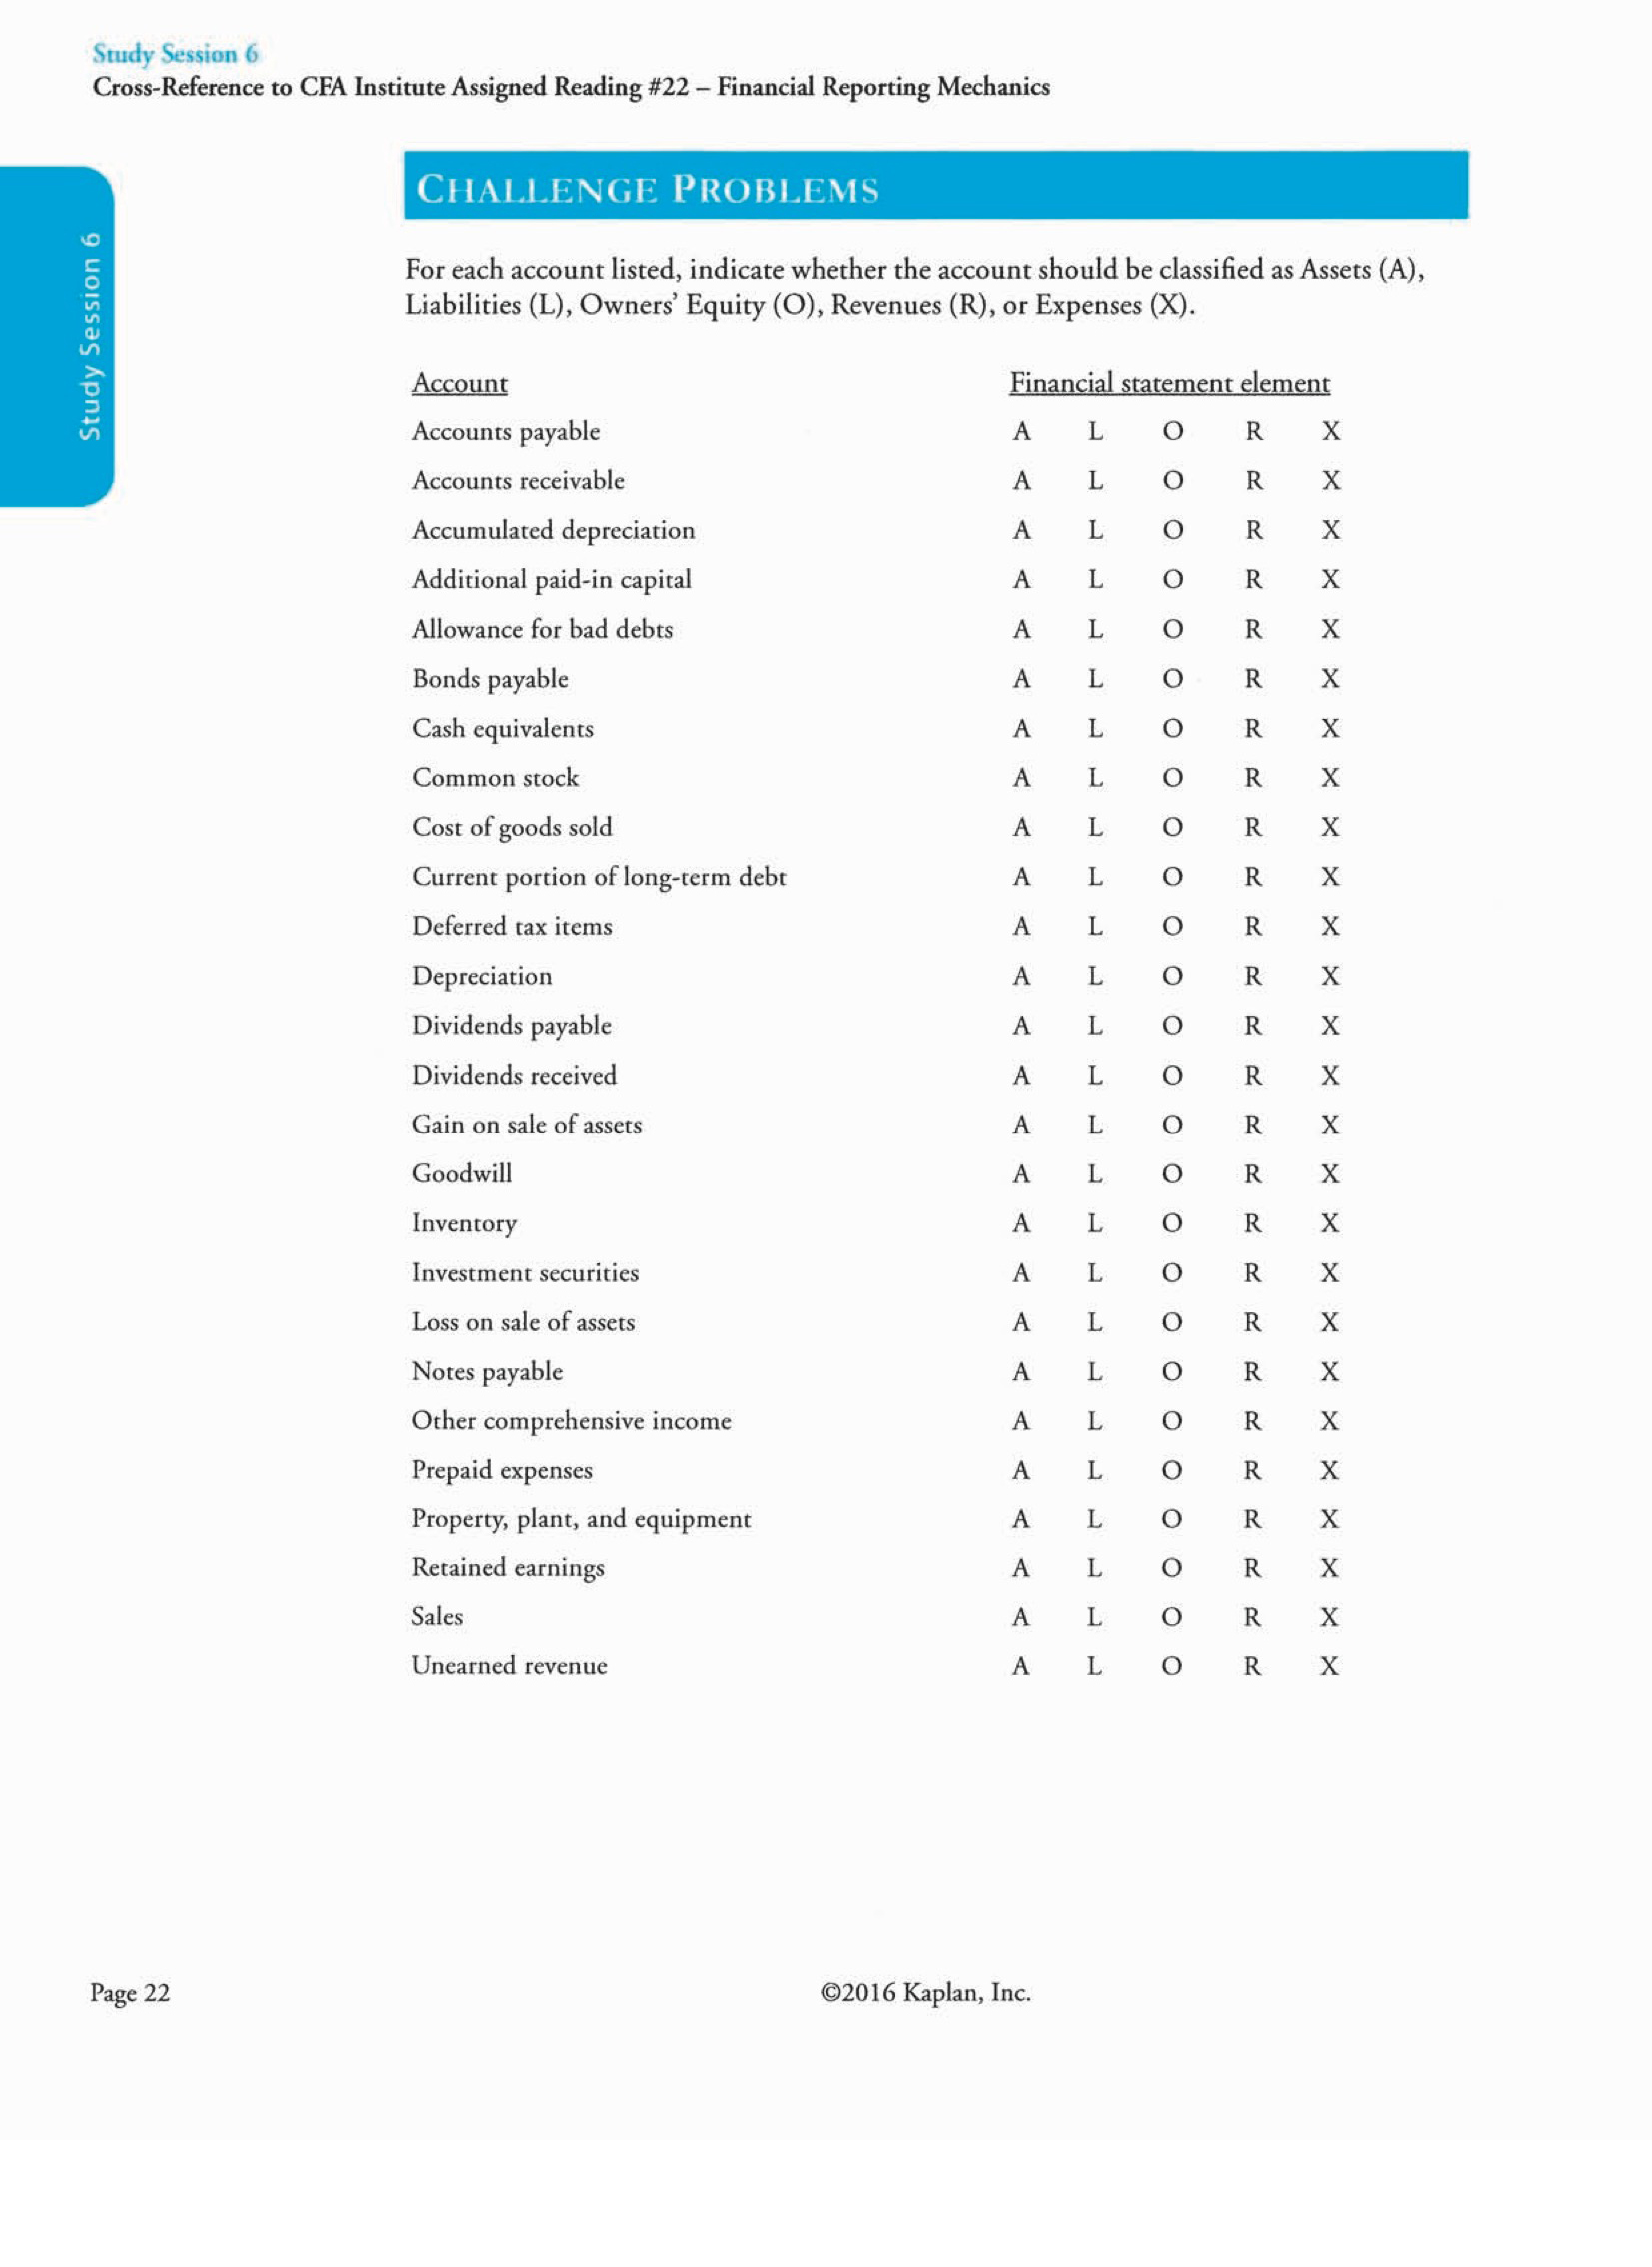 Study Session 6
Cross-Reference to CFA Institute Assigned Reading #22 – Financial Reporting Mechanics
Study Session 6
CHALLENGE PROBLEMS
For each account listed, indicate whether the account should be classified as Assets (A),
Liabilities (L), Owners' Equity (O), Revenues (R), or Expenses (X).
Account Financial statement element
Accounts payable A L O R X
Accounts receivable A L O R X
Accumulated depreciation A L O R X
Additional paid-in capital A L O R X
Allowance for bad debts A L O R X
Bonds payable A L O R X
Cash equivalents A L O R X
Common stock A L O R X
Cost of goods sold A L O R X
Current portion of long-term debt A L O R X
Deferred tax items A L O R X
Depreciation A L O R X
Dividends payable A L O R X
Dividends received A L O R X
Gain on sale of assets A L O R X
Goodwill A L O R X
Inventory A L O R X
Investment securities A L O R X
Loss on sale of assets A L O R X
Notes payable A L O R X
Other comprehensive income A L O R X
Prepaid expenses A L O R X
Property, plant, and equipment A L O R X
Retained earnings A L O R X
Sales A L O R X
Unearned revenue A L O R X
Page 22 ©2016 Kaplan, Inc.